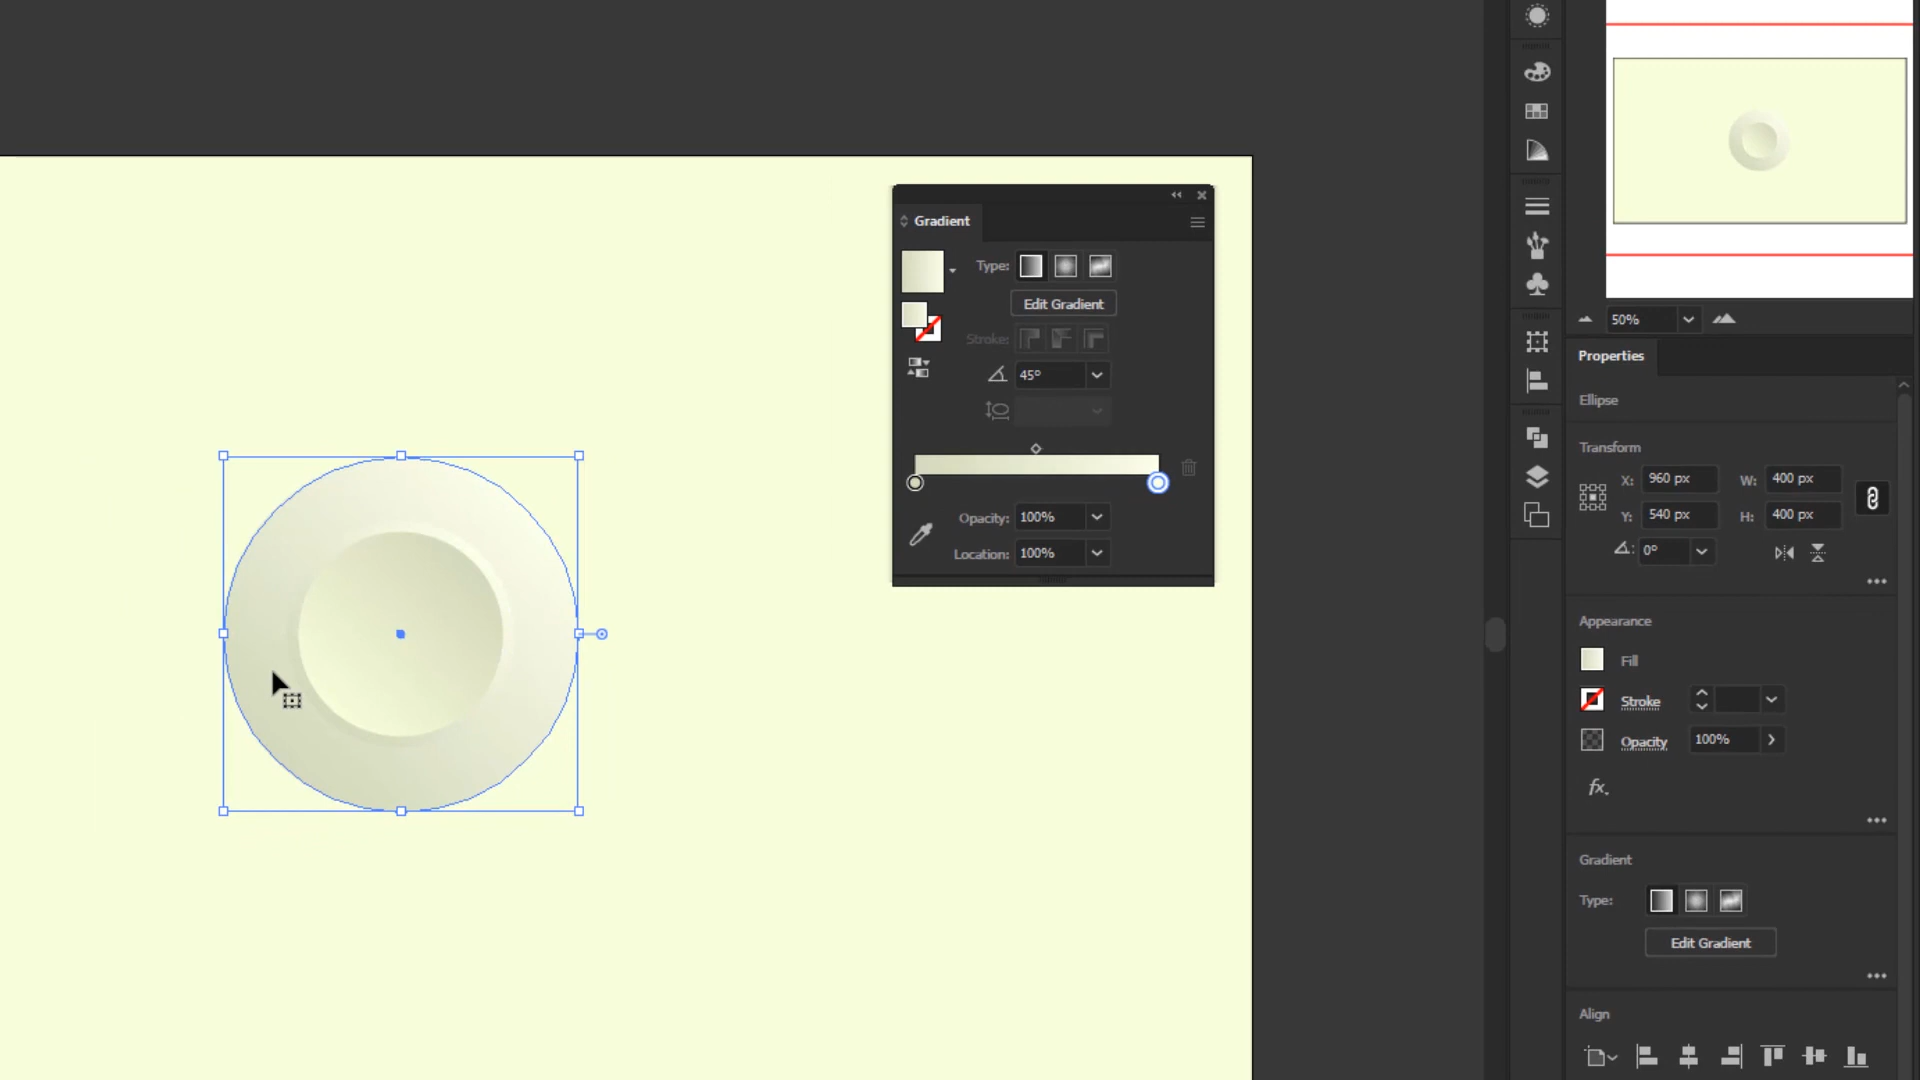 Gradient
Type:
Edit Gradient
Stroke:
45°
Opacity: 100%
Location: 100%
50%
Properties
Ellipse
Transform
X: 960 px W: 400 px
Y: 540 px H: 400 px
0°
Appearance
Fill
Stroke
Opacity 100%
fx.
Gradient
Type:
Edit Gradient
Align